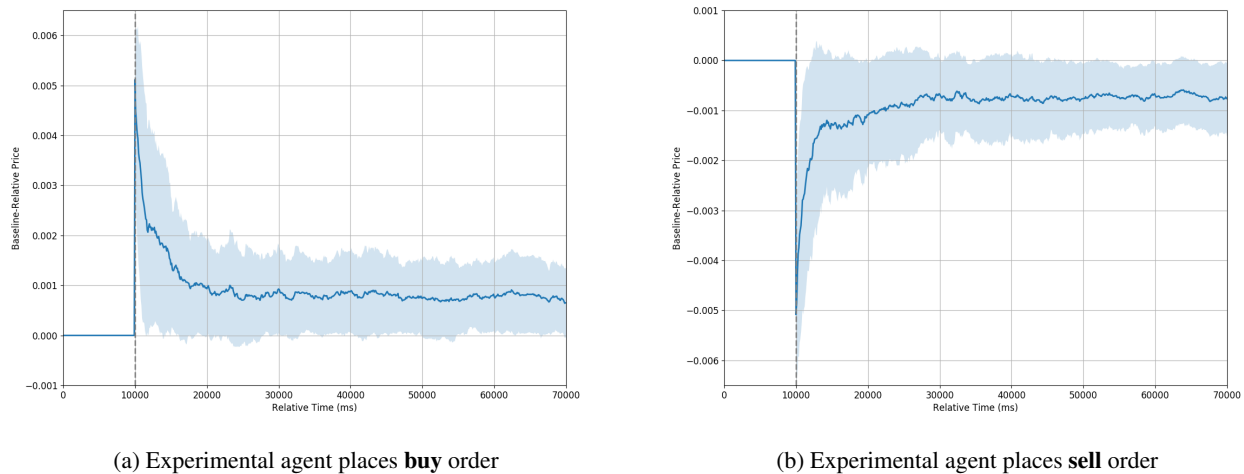 0.006
0.005
0.004
0.003
0.002
0.001
0.000
−0.001
Baseline-Relative Price
0 10000 20000 30000 40000 50000 60000 70000
Relative Time (ms)
(a) Experimental agent places buy order
0.000
−0.001
−0.002
−0.003
−0.004
−0.005
−0.006
Baseline-Relative Price
0 10000 20000 30000 40000 50000 60000 70000
Relative Time (ms)
(b) Experimental agent places sell order